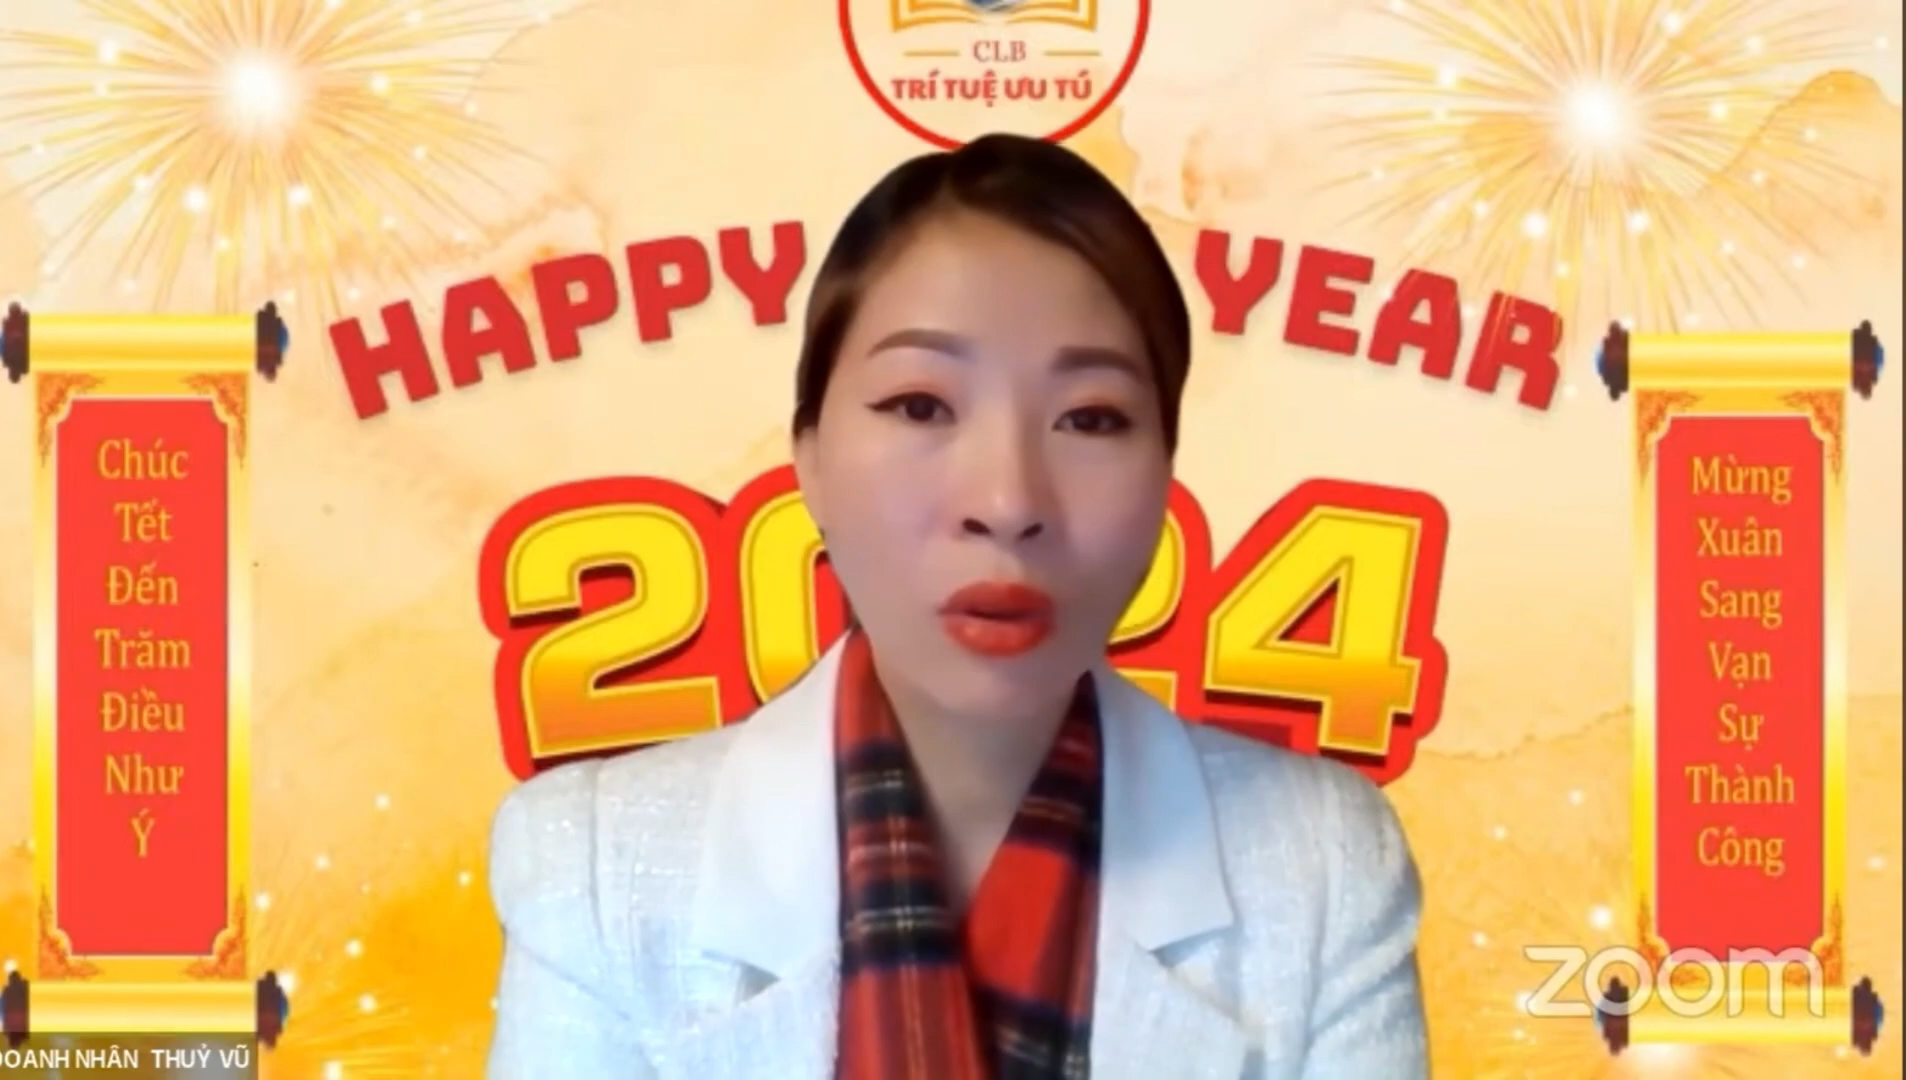 CLB
TRÍ TUỆ ƯU TÚ
HAPPY YEAR
2024
Chúc
Tết
Đến
Trăm
Điều
Như
Ý
Mừng
Xuân
Sang
Vạn
Sự
Thành
Công
zoom
DOANH NHÂN THUỶ VŨ